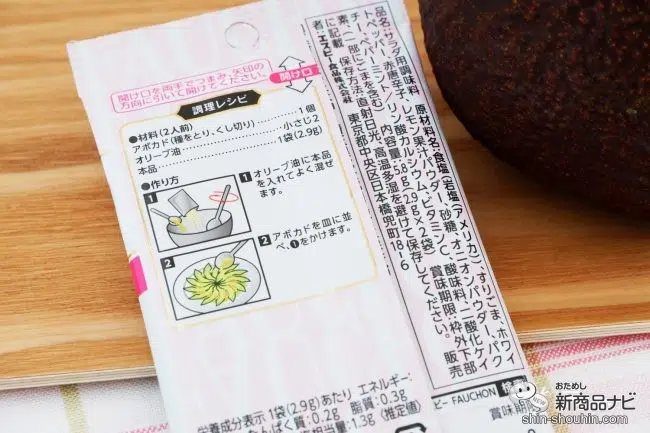 開け口を両手でつまみ、矢印の
方向に引いて開けてください。
開け口
調理レシピ
●材料(2人前)
アボカド(種をとり、くし切り)……1個
オリーブ油……小さじ2
本品……1袋(2.9g)
●作り方
1
1 オリーブ油に本品
を入れてよく混ぜ
ます。
2
2 アボカドを皿に並
べ、❶をかけます。
品名:サラダ用調味料 原材料名:食塩(岩塩(アメリカ))、すりごま、ホワイ
トペッパー、赤唐辛子、レモン果汁パウダー、砂糖、オニオンパウダー、パク
チー、ペパーミント/リン酸カルシウム、ビタミンC、酸味料、二酸化ケイ
素、(一部にごまを含む) 内容量:5.8g(2.9g×2袋) 賞味期限:枠外下部
に記載 保存方法:直射日光、高温多湿を避けて保存してください。 販売
者:エスビー食品株式会社 東京都中央区日本橋兜町18-6
栄養成分表示 1袋(2.9g)あたり エネルギー:
たんぱく質:0.2g 脂質:0.3g
相当量:1.3g (推定値)
ビー FAUCHON
賞味期限
おためし
新商品ナビ
shin-shouhin.com